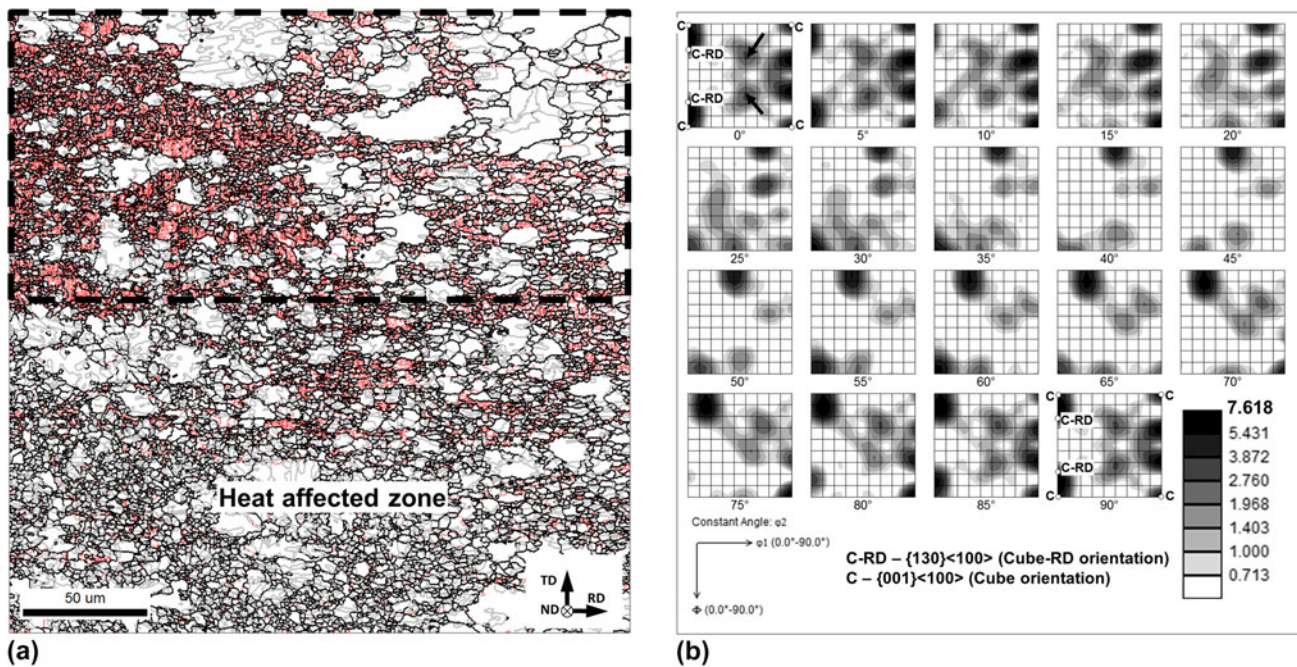 Heat affected zone
50 um
TD
ND
RD
(a)
C
C
C-RD
C-RD
C
C
0°
5°
10°
15°
20°
25°
30°
35°
40°
45°
50°
55°
60°
65°
70°
C
C
C-RD
C-RD
C
C
75°
80°
85°
90°
7.618
5.431
3.872
2.760
1.968
1.403
1.000
0.713
Constant Angle: φ2
φ1 (0.0°-90.0°)
Φ (0.0°-90.0°)
C-RD – {130}<100> (Cube-RD orientation)
C – {001}<100> (Cube orientation)
(b)